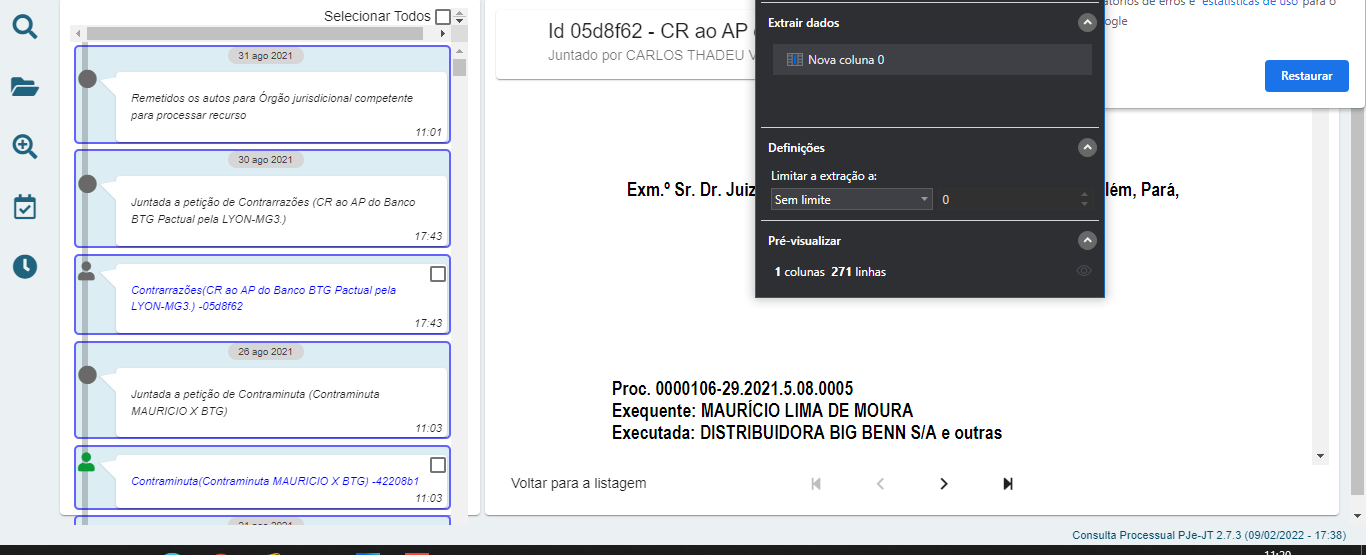 Selecionar Todos
31 ago 2021
Remetidos os autos para Órgão jurisdicional competente
para processar recurso
11:01
30 ago 2021
Juntada a petição de Contrarrazões (CR ao AP do Banco
BTG Pactual pela LYON-MG3.)
17:43
Contrarrazões(CR ao AP do Banco BTG Pactual pela
LYON-MG3.) -05d8f62
17:43
26 ago 2021
Juntada a petição de Contraminuta (Contraminuta
MAURICIO X BTG)
11:03
Contraminuta(Contraminuta MAURICIO X BTG) -42208b1
11:03
Id 05d8f62 - CR ao AP
Juntado por CARLOS THADEU V
Exm.º Sr. Dr. Juiz
lém, Pará,
Proc. 0000106-29.2021.5.08.0005
Exequente: MAURÍCIO LIMA DE MOURA
Executada: DISTRIBUIDORA BIG BENN S/A e outras
Voltar para a listagem
Extrair dados
Nova coluna 0
Definições
Limitar a extração a:
Sem limite 0
Pré-visualizar
1 colunas 271 linhas
de erros e "estatísticas de uso" para o
ogle
Restaurar
Consulta Processual PJe-JT 2.7.3 (09/02/2022 - 17:38)